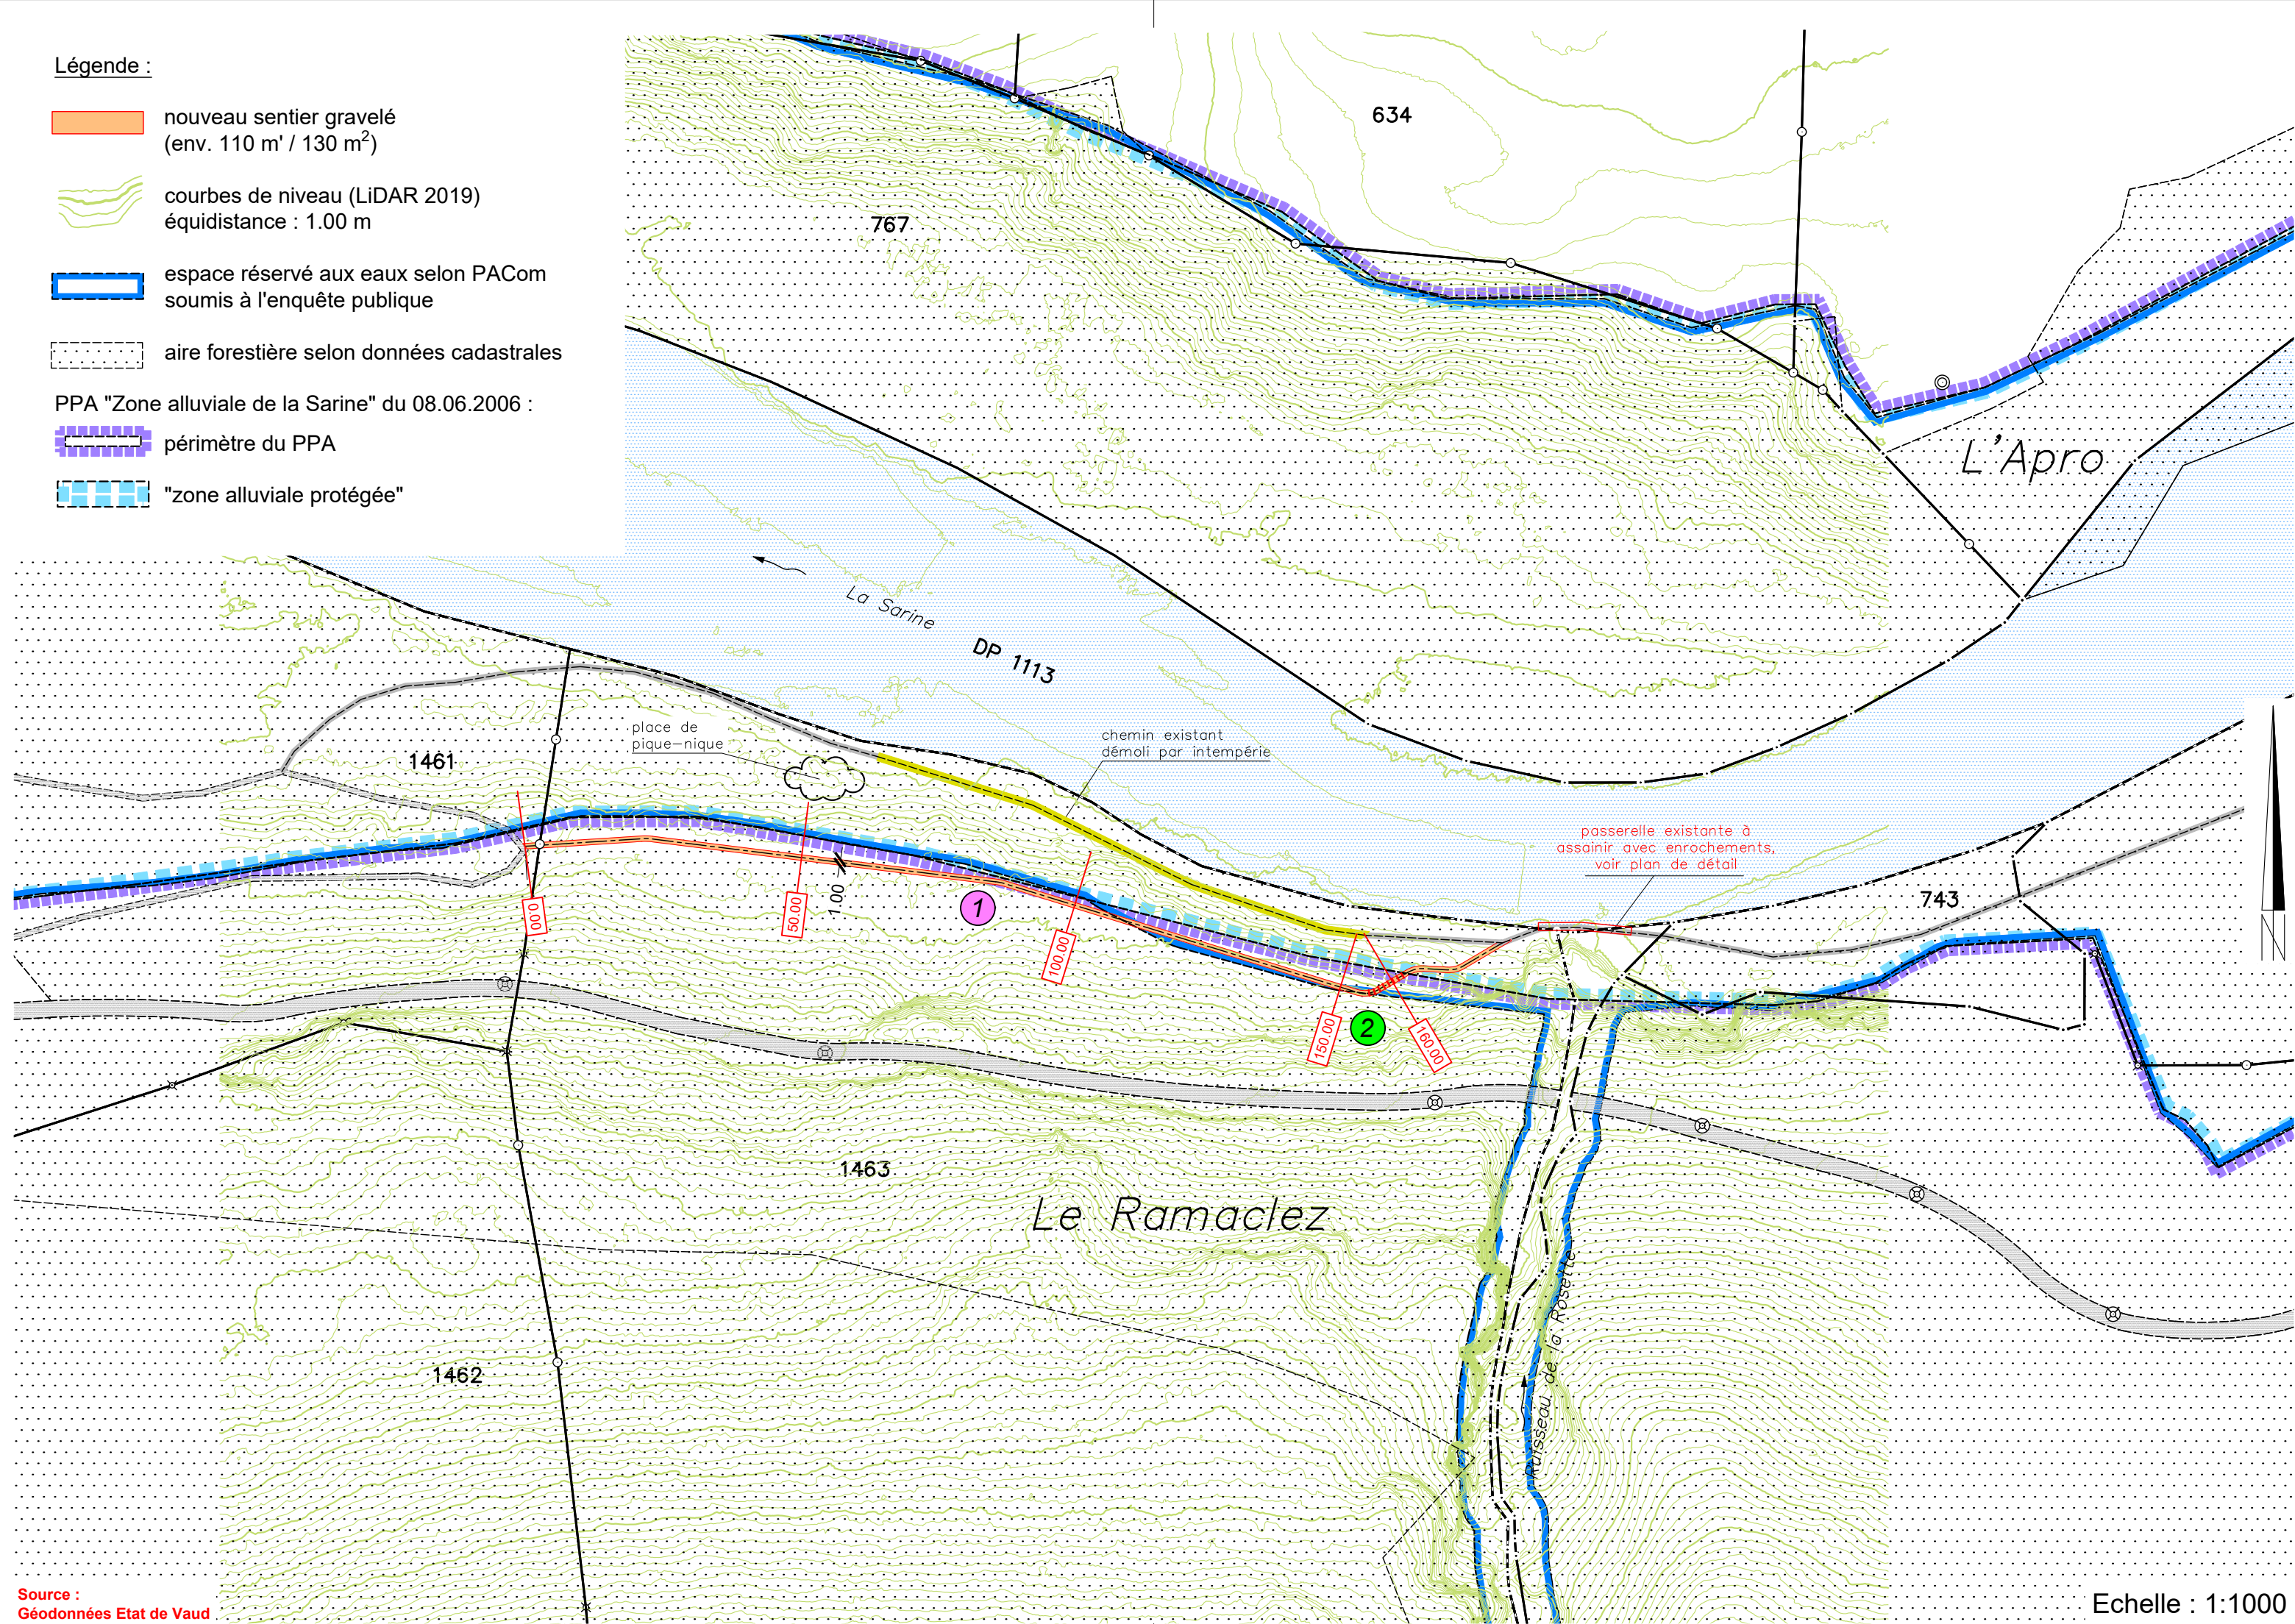 Légende :
nouveau sentier gravelé
(env. 110 m' / 130 m²)
courbes de niveau (LiDAR 2019)
équidistance : 1.00 m
espace réservé aux eaux selon PACom
soumis à l'enquête publique
aire forestière selon données cadastrales
PPA "Zone alluviale de la Sarine" du 08.06.2006 :
périmètre du PPA
"zone alluviale protégée"
634
767
L'Apro
La Sarine
DP 1113
place de
pique-nique
chemin existant
démoli par intempérie
1461
passerelle existante à
assainir avec enrochements,
voir plan de détail
743
0.00
50.00
1.00
1
100.00
150.00
2
160.00
1463
Le Ramaclez
Ruisseau de la Rosette
1462
N
Source :
Géodonnées Etat de Vaud
Echelle : 1:1000